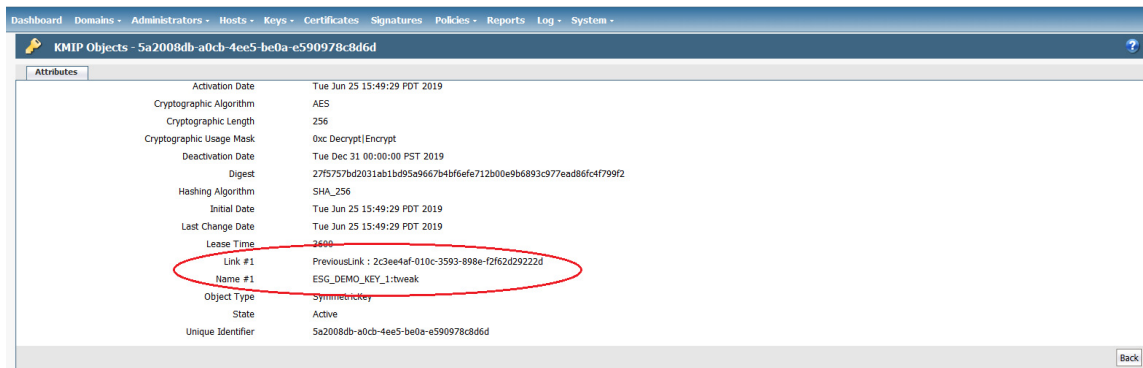 Dashboard Domains - Administrators - Hosts - Keys - Certificates Signatures Policies - Reports Log - System -
KMIP Objects - 5a2008db-a0cb-4ee5-be0a-e590978c8d6d ?
Attributes
Activation Date Tue Jun 25 15:49:29 PDT 2019
Cryptographic Algorithm AES
Cryptographic Length 256
Cryptographic Usage Mask 0xc Decrypt|Encrypt
Deactivation Date Tue Dec 31 00:00:00 PST 2019
Digest 27f5757bd2031ab1bd95a9667b4bf6efe712b00e9b6893c977ead86fc4f799f2
Hashing Algorithm SHA_256
Initial Date Tue Jun 25 15:49:29 PDT 2019
Last Change Date Tue Jun 25 15:49:29 PDT 2019
Lease Time 3600
Link #1 PreviousLink : 2c3ee4af-010c-3593-898e-f2f62d29222d
Name #1 ESG_DEMO_KEY_1:tweak
Object Type SymmetricKey
State Active
Unique Identifier 5a2008db-a0cb-4ee5-be0a-e590978c8d6d
Back